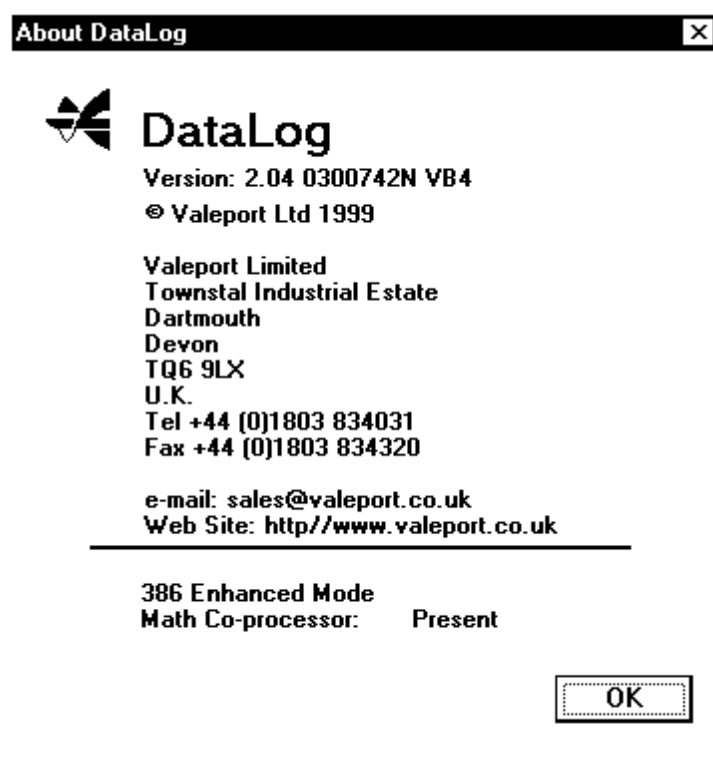 About DataLog
DataLog
Version: 2.04 0300742N VB4
© Valeport Ltd 1999
Valeport Limited
Townstal Industrial Estate
Dartmouth
Devon
TQ6 9LX
U.K.
Tel +44 (0)1803 834031
Fax +44 (0)1803 834320
e-mail: sales@valeport.co.uk
Web Site: http//www.valeport.co.uk
386 Enhanced Mode
Math Co-processor: Present
OK